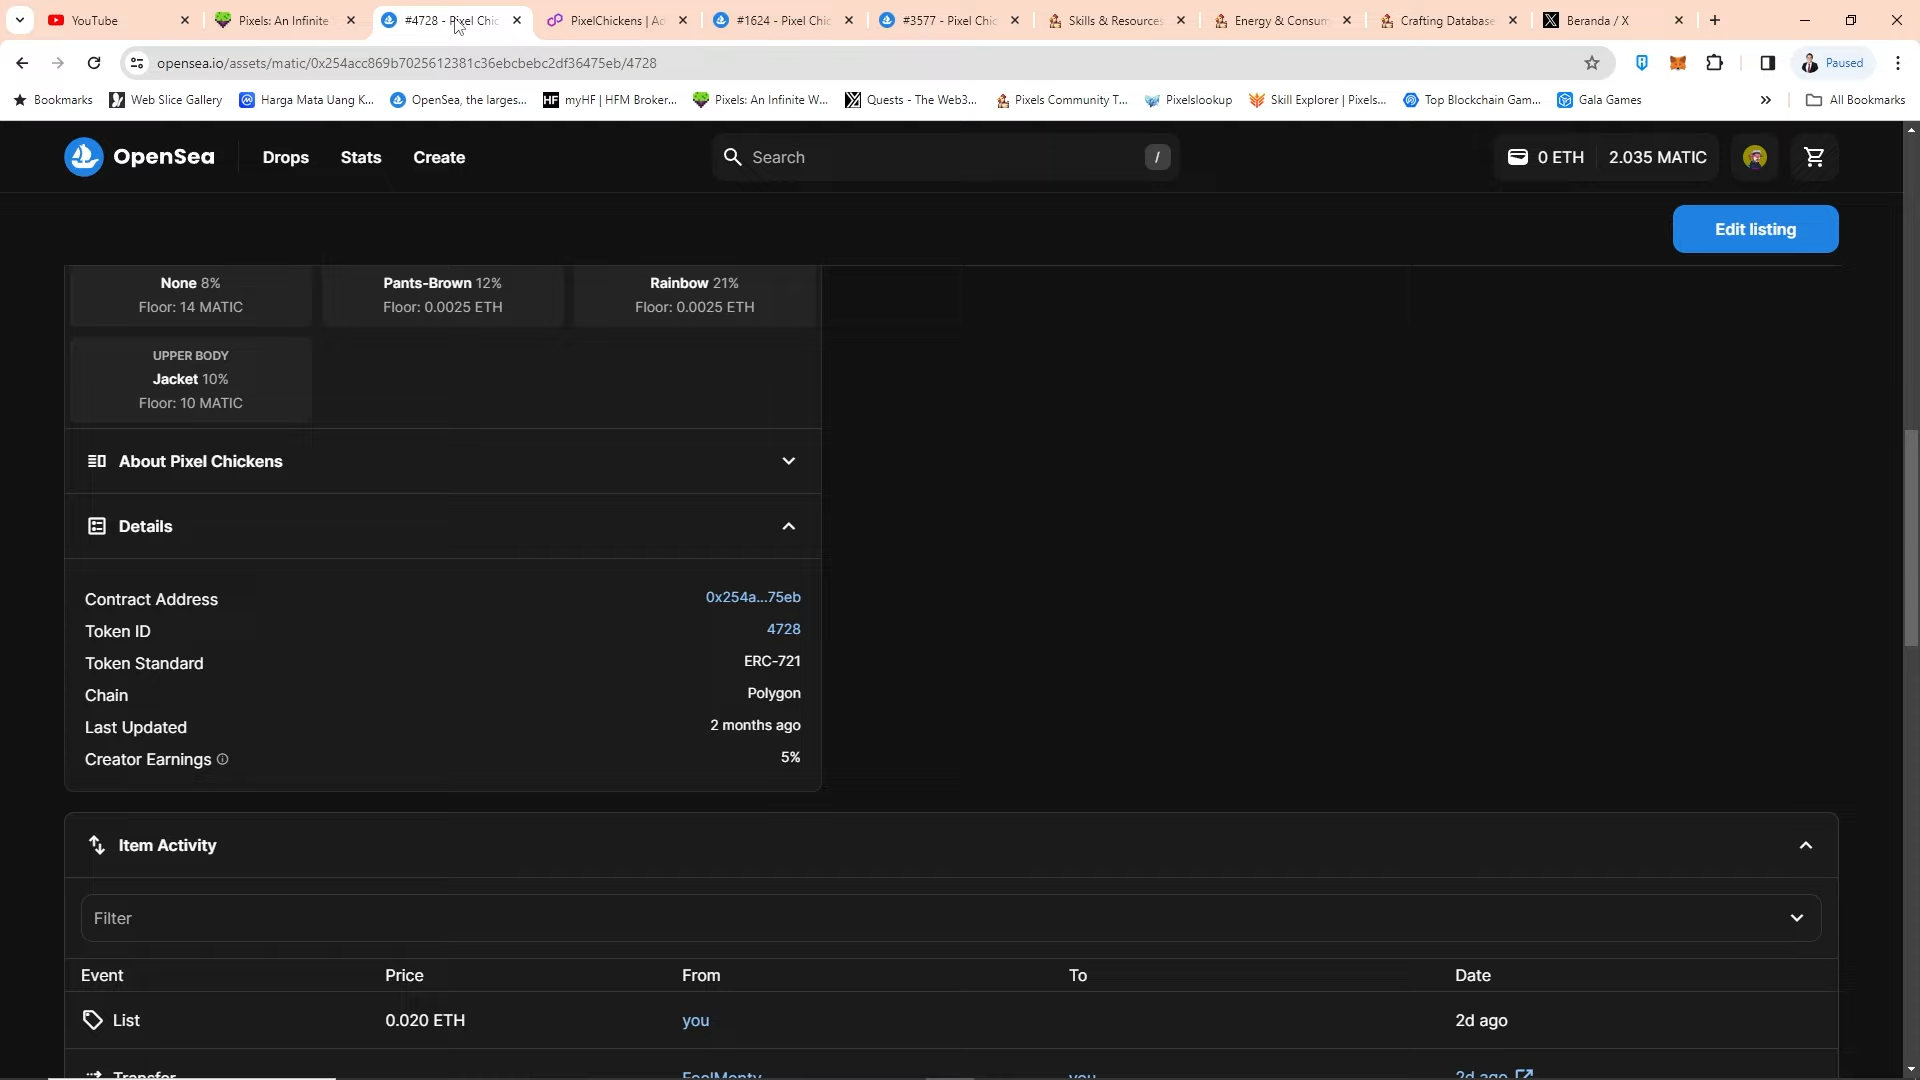 YouTube
Pixels: An Infinite
#4728 - Pixel Chic
PixelChickens | Ad
#1624 - Pixel Chic
#3577 - Pixel Chic
Skills & Resources
Energy & Consum
Crafting Database
Beranda / X
opensea.io/assets/matic/0x254acc869b7025612381c36ebcbebc2df36475eb/4728
Paused
Bookmarks
Web Slice Gallery
Harga Mata Uang K...
OpenSea, the larges...
myHF | HFM Broker...
Pixels: An Infinite W...
Quests - The Web3...
Pixels Community T...
Pixelslookup
Skill Explorer | Pixels...
Top Blockchain Gam...
Gala Games
All Bookmarks
OpenSea
Drops
Stats
Create
Search
/
0 ETH
2.035 MATIC
Edit listing
None 8%
Floor: 14 MATIC
Pants-Brown 12%
Floor: 0.0025 ETH
Rainbow 21%
Floor: 0.0025 ETH
UPPER BODY
Jacket 10%
Floor: 10 MATIC
About Pixel Chickens
Details
Contract Address 0x254a...75eb
Token ID 4728
Token Standard ERC-721
Chain Polygon
Last Updated 2 months ago
Creator Earnings 5%
Item Activity
Filter
Event Price From To Date
List 0.020 ETH you 2d ago
Transfer FoolMonty you 2d ago